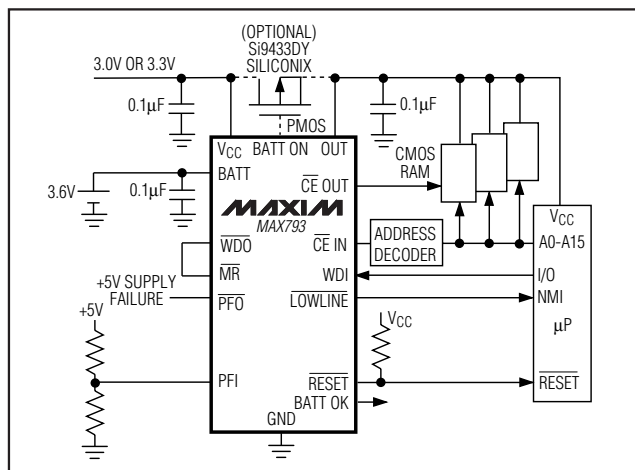 (OPTIONAL)
Si9433DY
SILICONIX
3.0V OR 3.3V
0.1µF
0.1µF
PMOS
VCC
BATT ON
OUT
CMOS
RAM
BATT
CE OUT
3.6V
0.1µF
MAXIM
MAX793
VCC
WDO
CE IN
ADDRESS
DECODER
A0-A15
MR
WDI
I/O
+5V SUPPLY
FAILURE
PFO
LOWLINE
NMI
+5V
VCC
µP
PFI
RESET
RESET
BATT OK
GND